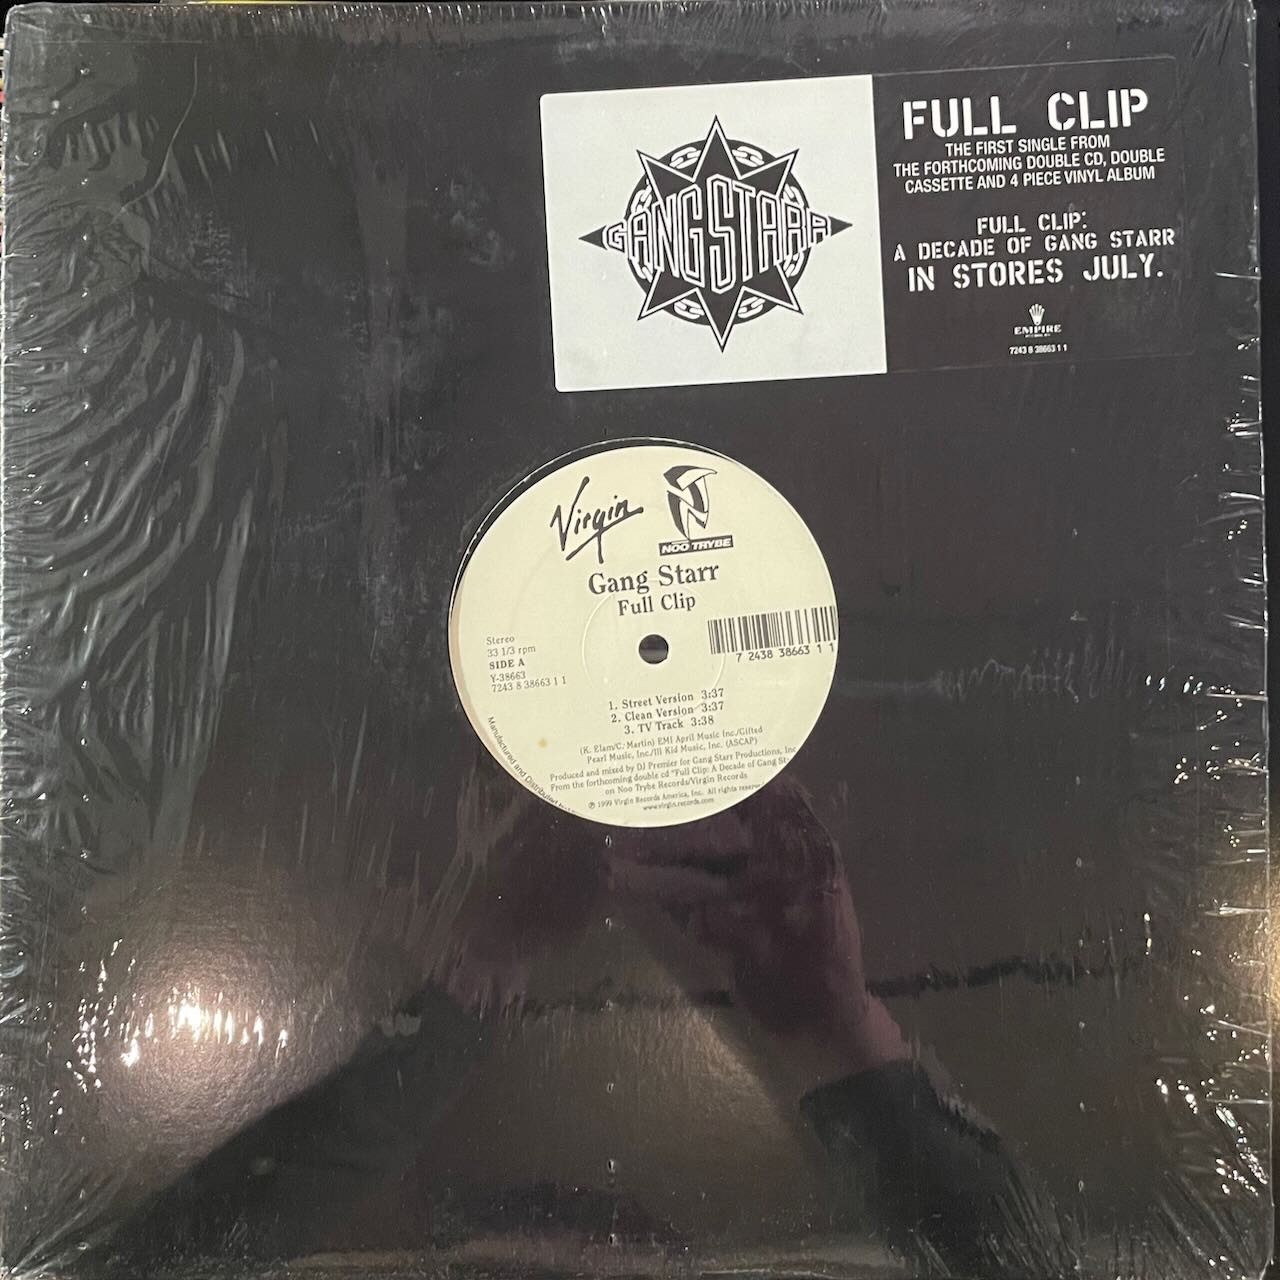 GANG STARR
FULL CLIP
THE FIRST SINGLE FROM
THE FORTHCOMING DOUBLE CD, DOUBLE
CASSETTE AND 4 PIECE VINYL ALBUM
FULL CLIP:
A DECADE OF GANG STARR
IN STORES JULY.
EMPIRE
7243 8 38663 1 1
Virgin
NOO TRYBE
Gang Starr
Full Clip
Stereo
33 1/3 rpm
SIDE A
Y-38663
7243 8 38663 1 1
7 2438 38663 1 1
1. Street Version 3:37
2. Clean Version 3:37
3. TV Track 3:38
(K. Elam/C. Martin) EMI April Music Inc./Gifted
Pearl Music, Inc./Ill Kid Music, Inc. (ASCAP)
Produced and mixed by DJ Premier for Gang Starr Productions, Inc
From the forthcoming double cd "Full Clip: A Decade of Gang St
on Noo Trybe Records/Virgin Records
℗ 1999 Virgin Records America, Inc. All rights reserv
www.virginrecords.com
Manufactured and Distributed